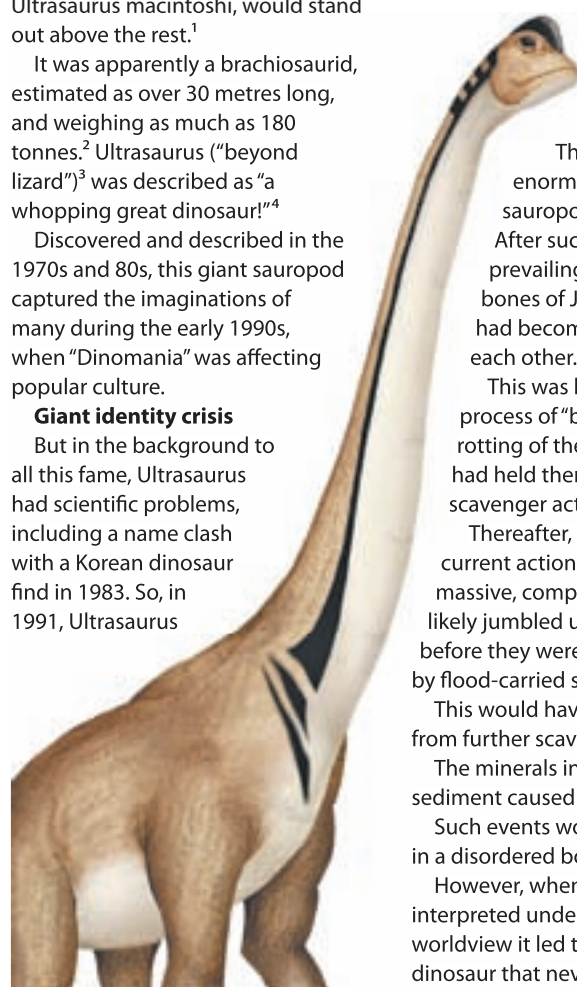 Ultrasaurus macintoshi, would stand
out above the rest.¹
It was apparently a brachiosaurid,
estimated as over 30 metres long,
and weighing as much as 180
tonnes.² Ultrasaurus (“beyond
lizard”)³ was described as “a
whopping great dinosaur!”⁴
Discovered and described in the
1970s and 80s, this giant sauropod
captured the imaginations of
many during the early 1990s,
when “Dinomania” was affecting
popular culture.
Giant identity crisis
But in the background to
all this fame, Ultrasaurus
had scientific problems,
including a name clash
with a Korean dinosaur
find in 1983. So, in
1991, Ultrasaurus
Th
enorm
sauropo
After suc
prevailing
bones of J
had becom
each other.
This was
process of “b
rotting of the
had held then
scavenger act
Thereafter,
current action
massive, comp
likely jumbled u
before they were
by flood-carried s
This would hav
from further scav
The minerals in
sediment caused
Such events wo
in a disordered bo
However, when
interpreted unde
worldview it led t
dinosaur that nev